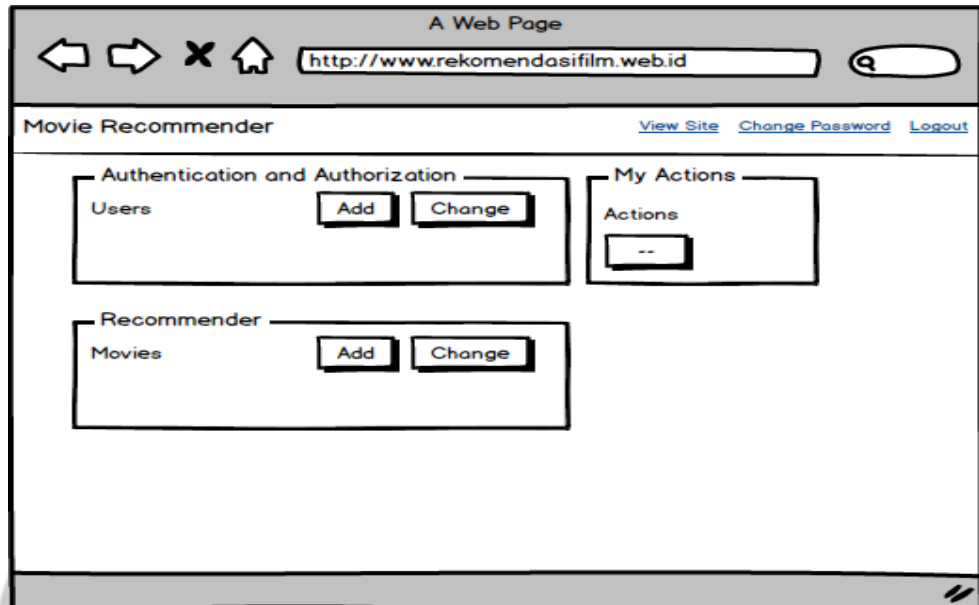 A Web Page
http://www.rekomendasifilm.web.id
Movie Recommender
View Site Change Password Logout
Authentication and Authorization
Users Add Change
My Actions
Actions
--
Recommender
Movies Add Change